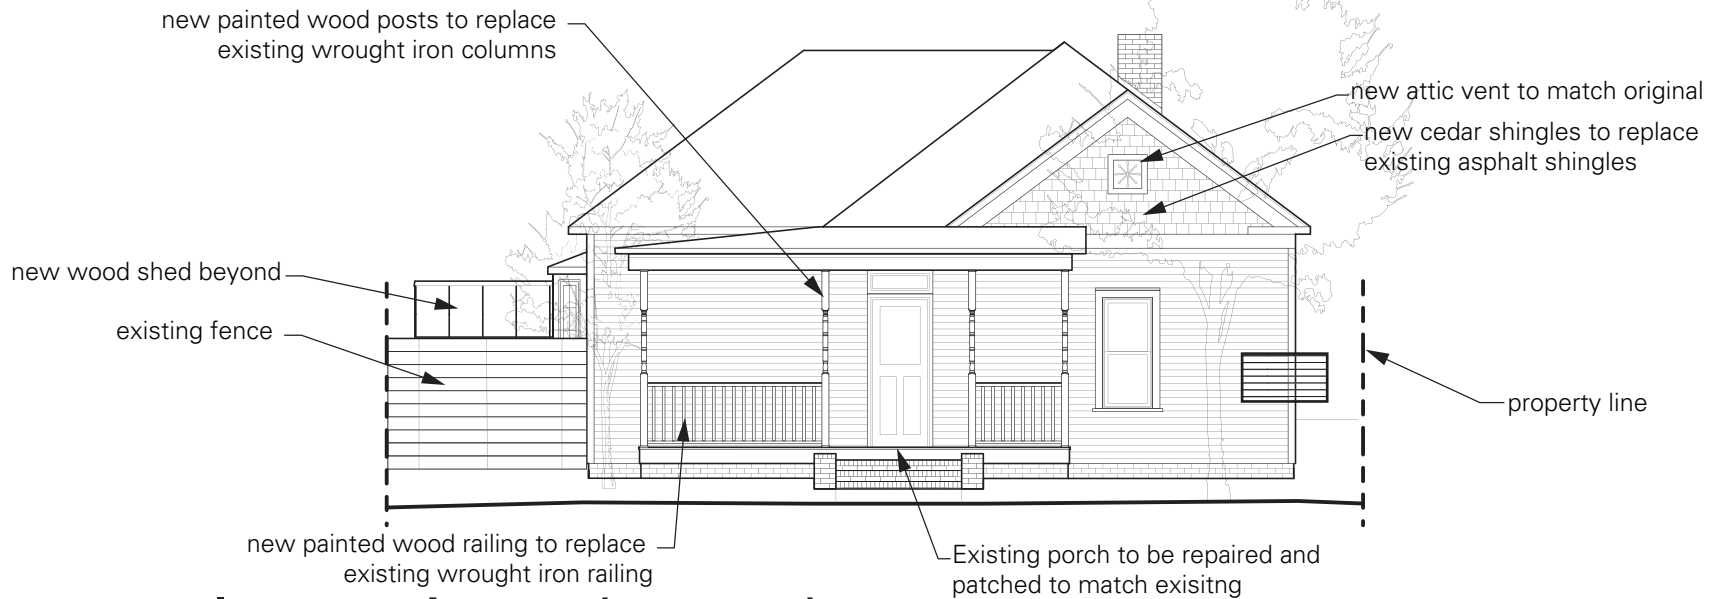 new painted wood posts to replace
existing wrought iron columns
new attic vent to match original
new cedar shingles to replace
existing asphalt shingles
new wood shed beyond
existing fence
property line
new painted wood railing to replace
existing wrought iron railing
Existing porch to be repaired and
patched to match exisitng